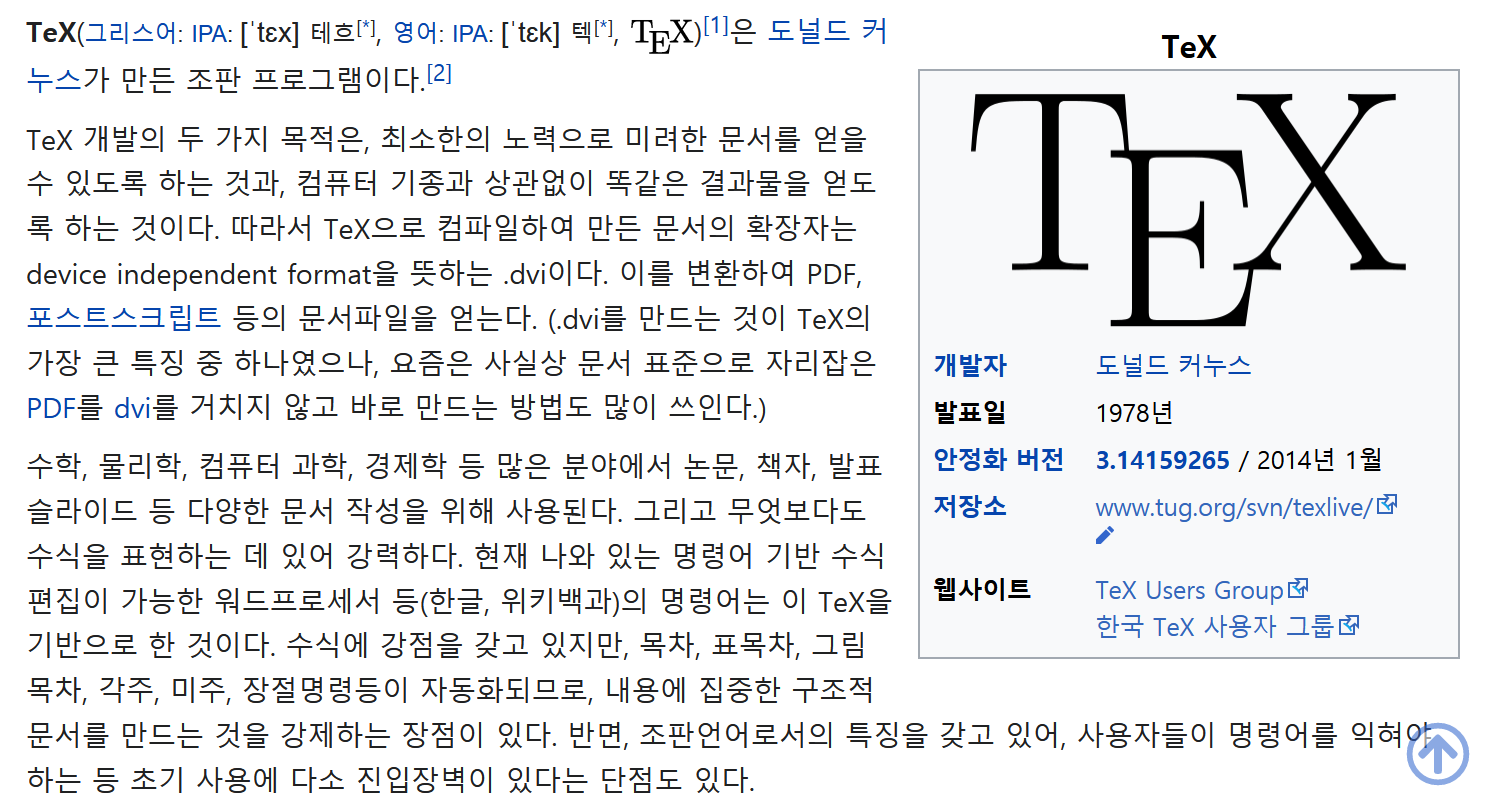 TeX(그리스어: IPA: [ˈtɛx] 테흐[*], 영어: IPA: [ˈtɛk] 텍[*], TEX)[1]은 도널드 커
누스가 만든 조판 프로그램이다.[2]
TeX 개발의 두 가지 목적은, 최소한의 노력으로 미려한 문서를 얻을
수 있도록 하는 것과, 컴퓨터 기종과 상관없이 똑같은 결과물을 얻도
록 하는 것이다. 따라서 TeX으로 컴파일하여 만든 문서의 확장자는
device independent format을 뜻하는 .dvi이다. 이를 변환하여 PDF,
포스트스크립트 등의 문서파일을 얻는다. (.dvi를 만드는 것이 TeX의
가장 큰 특징 중 하나였으나, 요즘은 사실상 문서 표준으로 자리잡은
PDF를 dvi를 거치지 않고 바로 만드는 방법도 많이 쓰인다.)
수학, 물리학, 컴퓨터 과학, 경제학 등 많은 분야에서 논문, 책자, 발표
슬라이드 등 다양한 문서 작성을 위해 사용된다. 그리고 무엇보다도
수식을 표현하는 데 있어 강력하다. 현재 나와 있는 명령어 기반 수식
편집이 가능한 워드프로세서 등(한글, 위키백과)의 명령어는 이 TeX을
기반으로 한 것이다. 수식에 강점을 갖고 있지만, 목차, 표목차, 그림
목차, 각주, 미주, 장절명령등이 자동화되므로, 내용에 집중한 구조적
문서를 만드는 것을 강제하는 장점이 있다. 반면, 조판언어로서의 특징을 갖고 있어, 사용자들이 명령어를 익혀야
하는 등 초기 사용에 다소 진입장벽이 있다는 단점도 있다.
TeX
TEX
개발자 도널드 커누스
발표일 1978년
안정화 버전 3.14159265 / 2014년 1월
저장소 www.tug.org/svn/texlive/
웹사이트 TeX Users Group
한국 TeX 사용자 그룹